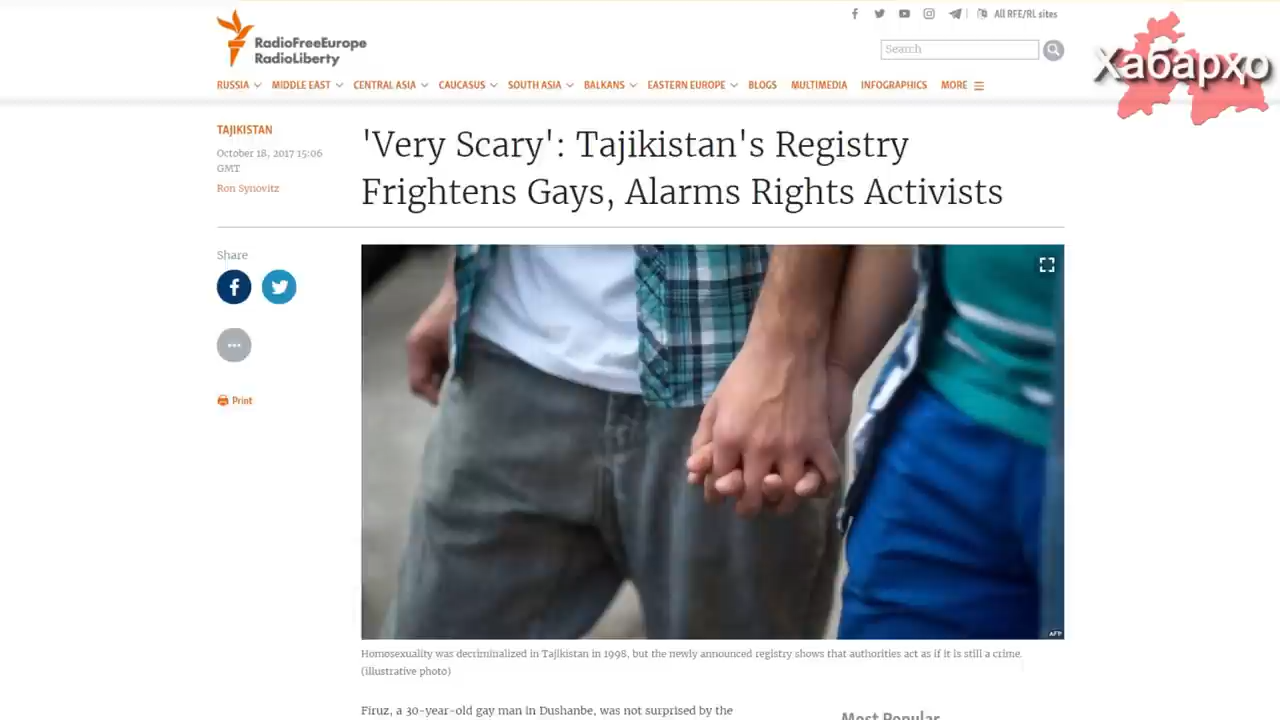 All RFE/RL sites
RadioFreeEurope
RadioLiberty
Search
Хабарҳо
RUSSIA MIDDLE EAST CENTRAL ASIA CAUCASUS SOUTH ASIA BALKANS EASTERN EUROPE BLOGS MULTIMEDIA INFOGRAPHICS MORE
TAJIKISTAN
October 18, 2017 15:06
GMT
Ron Synovitz
'Very Scary': Tajikistan's Registry
Frightens Gays, Alarms Rights Activists
Share
Print
AFP
Homosexuality was decriminalized in Tajikistan in 1998, but the newly announced registry shows that authorities act as if it is still a crime.
(illustrative photo)
Firuz, a 30-year-old gay man in Dushanbe, was not surprised by the
Most Popular